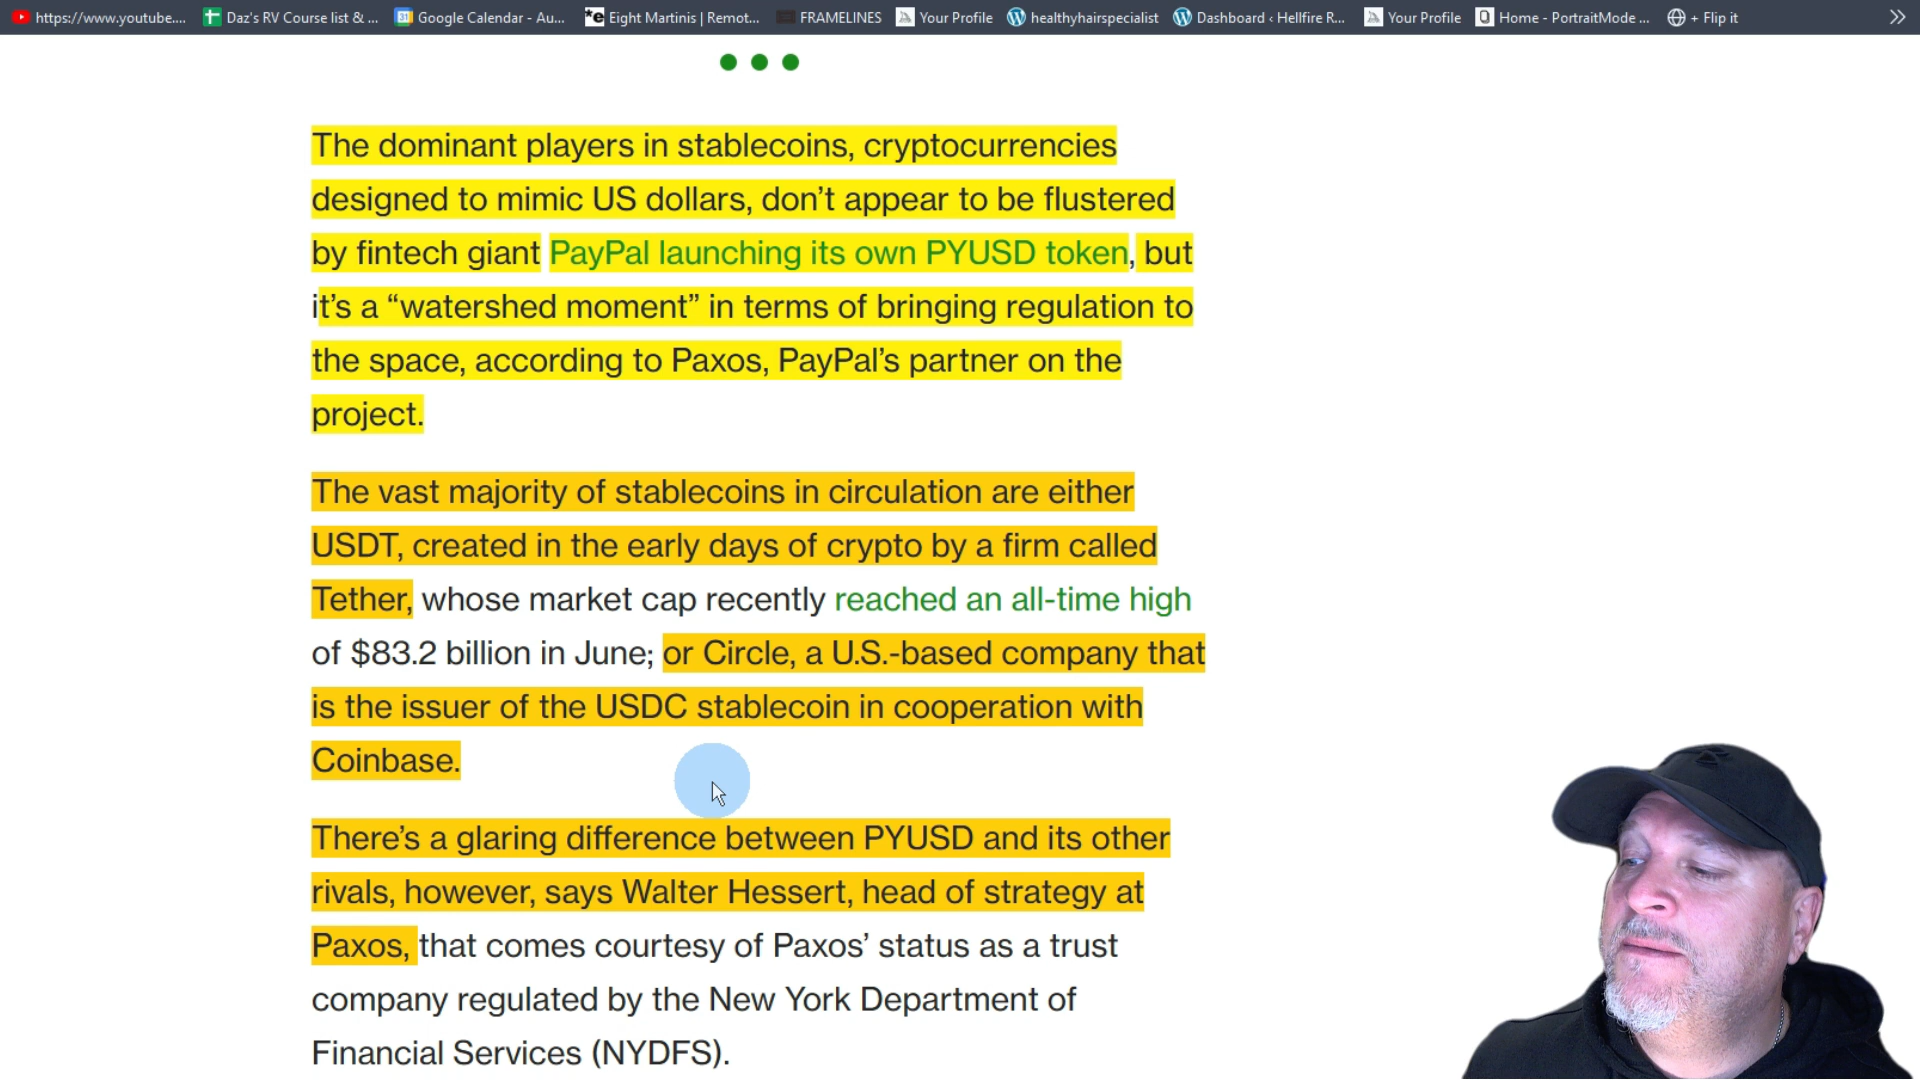 https://www.youtube.... Daz's RV Course list & ... 31 Google Calendar - Au... *e Eight Martinis | Remot... FRAMELINES Your Profile healthyhairspecialist Dashboard ‹ Hellfire R... Your Profile Home - PortraitMode ... + Flip it
The dominant players in stablecoins, cryptocurrencies
designed to mimic US dollars, don’t appear to be flustered
by fintech giant PayPal launching its own PYUSD token, but
it’s a “watershed moment” in terms of bringing regulation to
the space, according to Paxos, PayPal’s partner on the
project.
The vast majority of stablecoins in circulation are either
USDT, created in the early days of crypto by a firm called
Tether, whose market cap recently reached an all-time high
of $83.2 billion in June; or Circle, a U.S.-based company that
is the issuer of the USDC stablecoin in cooperation with
Coinbase.
There’s a glaring difference between PYUSD and its other
rivals, however, says Walter Hessert, head of strategy at
Paxos, that comes courtesy of Paxos’ status as a trust
company regulated by the New York Department of
Financial Services (NYDFS).